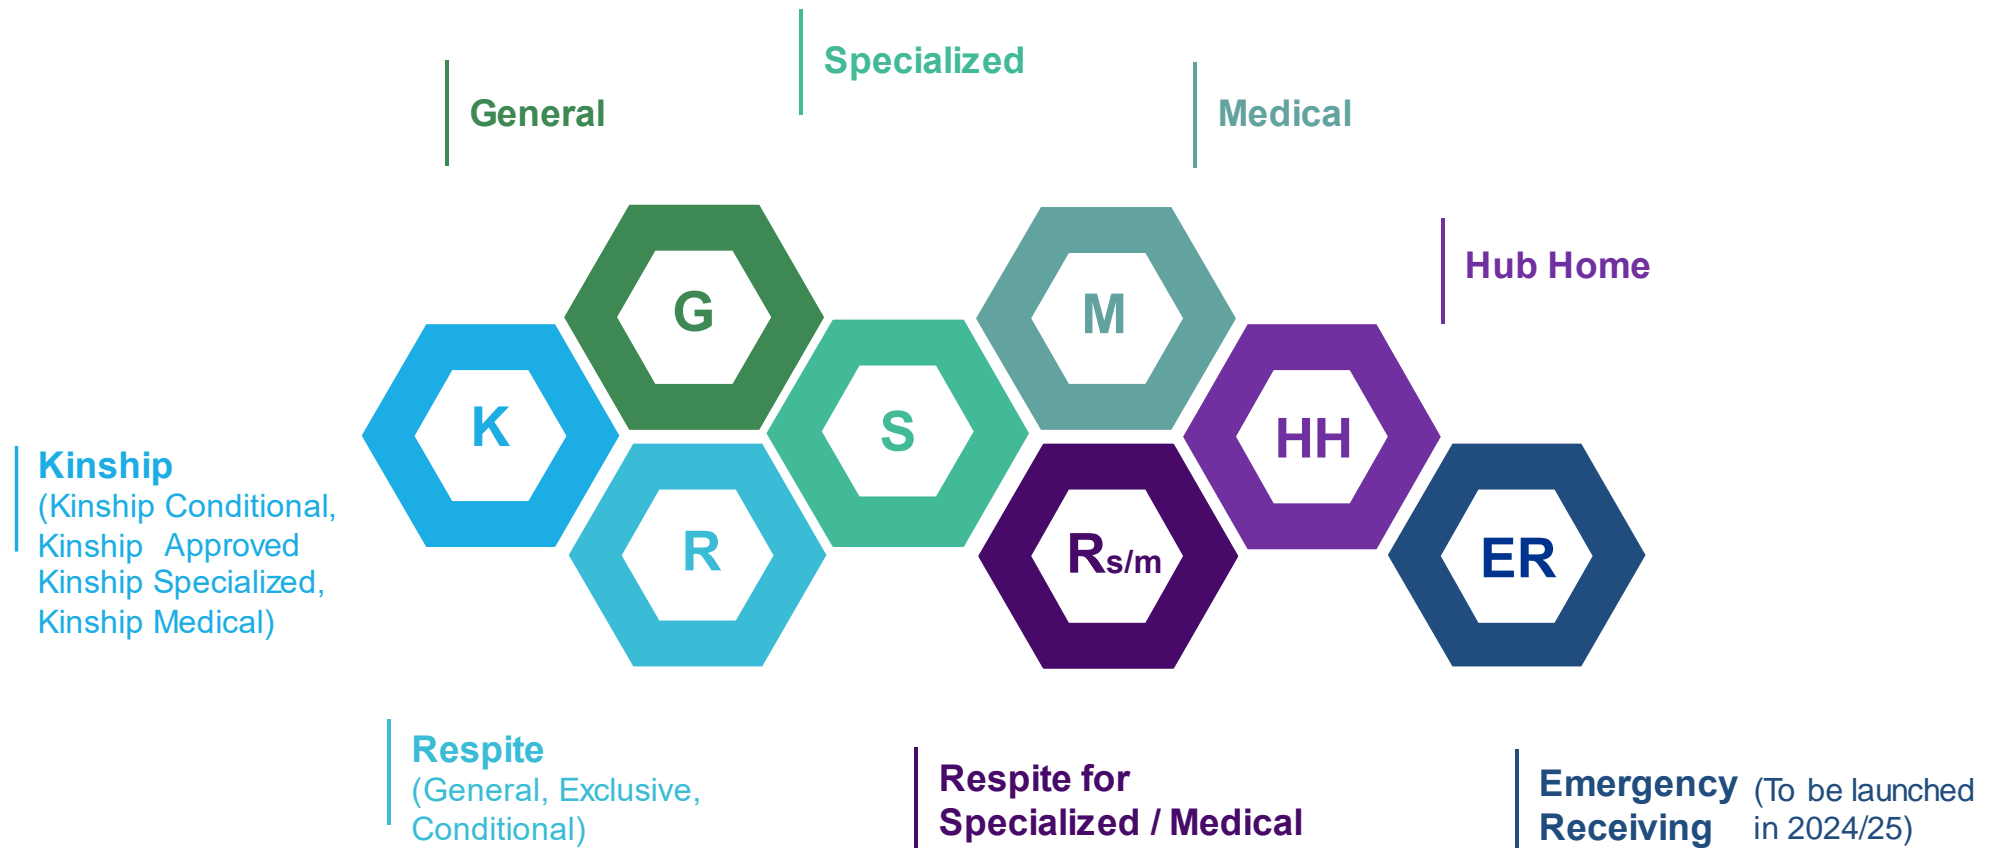 Specialized
General
Medical
Hub Home
G
M
K
S
HH
R
Rs/m
ER
Kinship
(Kinship Conditional,
Kinship Approved
Kinship Specialized,
Kinship Medical)
Respite
(General, Exclusive,
Conditional)
Respite for
Specialized / Medical
Emergency (To be launched
Receiving in 2024/25)